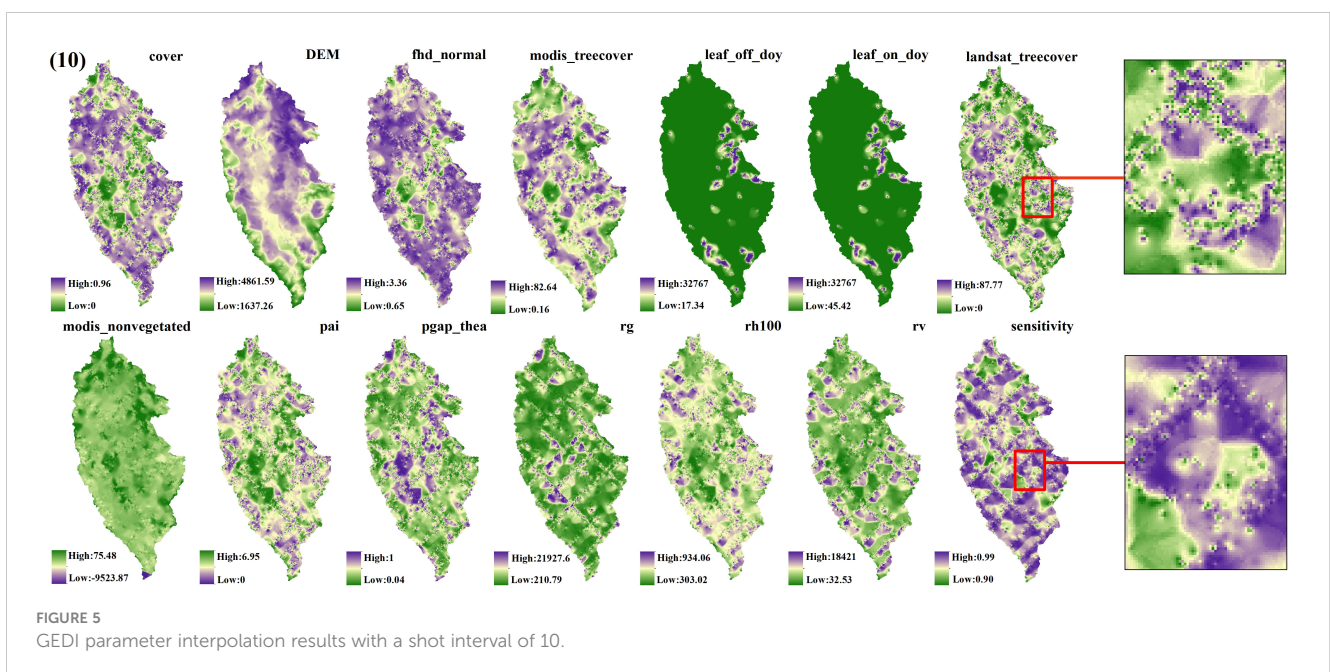 (10) cover DEM fhd_normal modis_treecover leaf_off_doy leaf_on_doy landsat_treecover
High:0.96 High:4861.59 High:3.36 High:82.64 High:32767 High:32767 High:87.77
Low:0 Low:1637.26 Low:0.65 Low:0.16 Low:17.34 Low:45.42 Low:0
modis_nonvegetated pai pgap_thea rg rh100 rv sensitivity
High:75.48 High:6.95 High:1 High:21927.6 High:934.06 High:18421 High:0.99
Low:-9523.87 Low:0 Low:0.04 Low:210.79 Low:303.02 Low:32.53 Low:0.90
FIGURE 5
GEDI parameter interpolation results with a shot interval of 10.